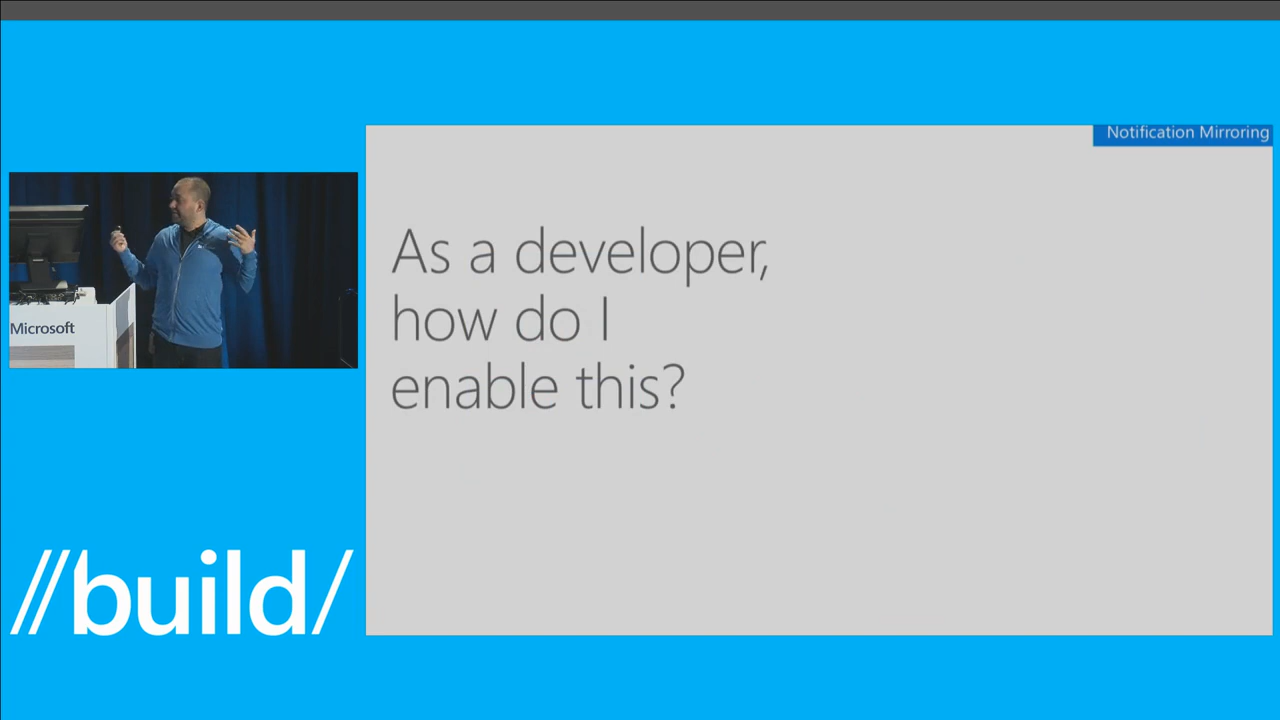 Notification Mirroring
As a developer,
how do I
enable this?
Microsoft
//build/